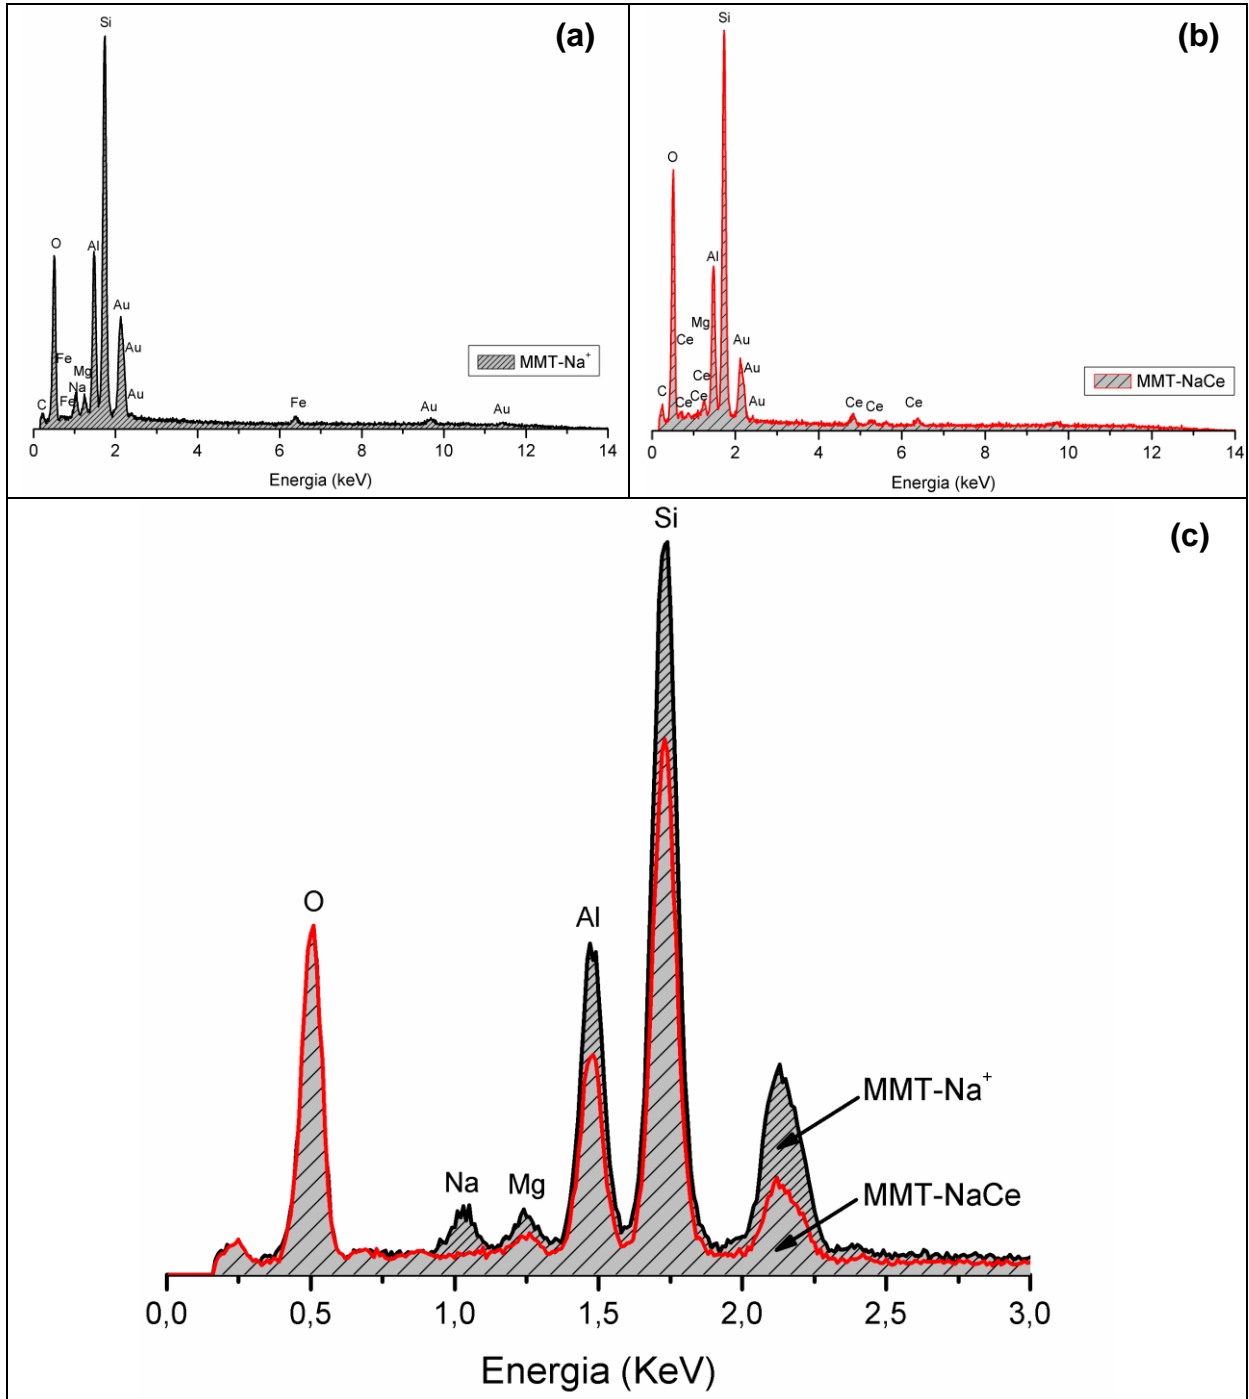 (a)
Si
O
Al
Au
Fe
Au
Mg
Na
Au
C
Fe
Fe
Au
Au
MMT-Na⁺
0 2 4 6 8 10 12 14
Energia (keV)
(b)
Si
O
Al
Mg
Ce
Au
Ce
Au
C
Ce
Ce
Au
Ce
Ce
Ce
MMT-NaCe
0 2 4 6 8 10 12 14
Energia (keV)
(c)
Si
O
Al
Na
Mg
MMT-Na⁺
MMT-NaCe
0,0 0,5 1,0 1,5 2,0 2,5 3,0
Energia (KeV)